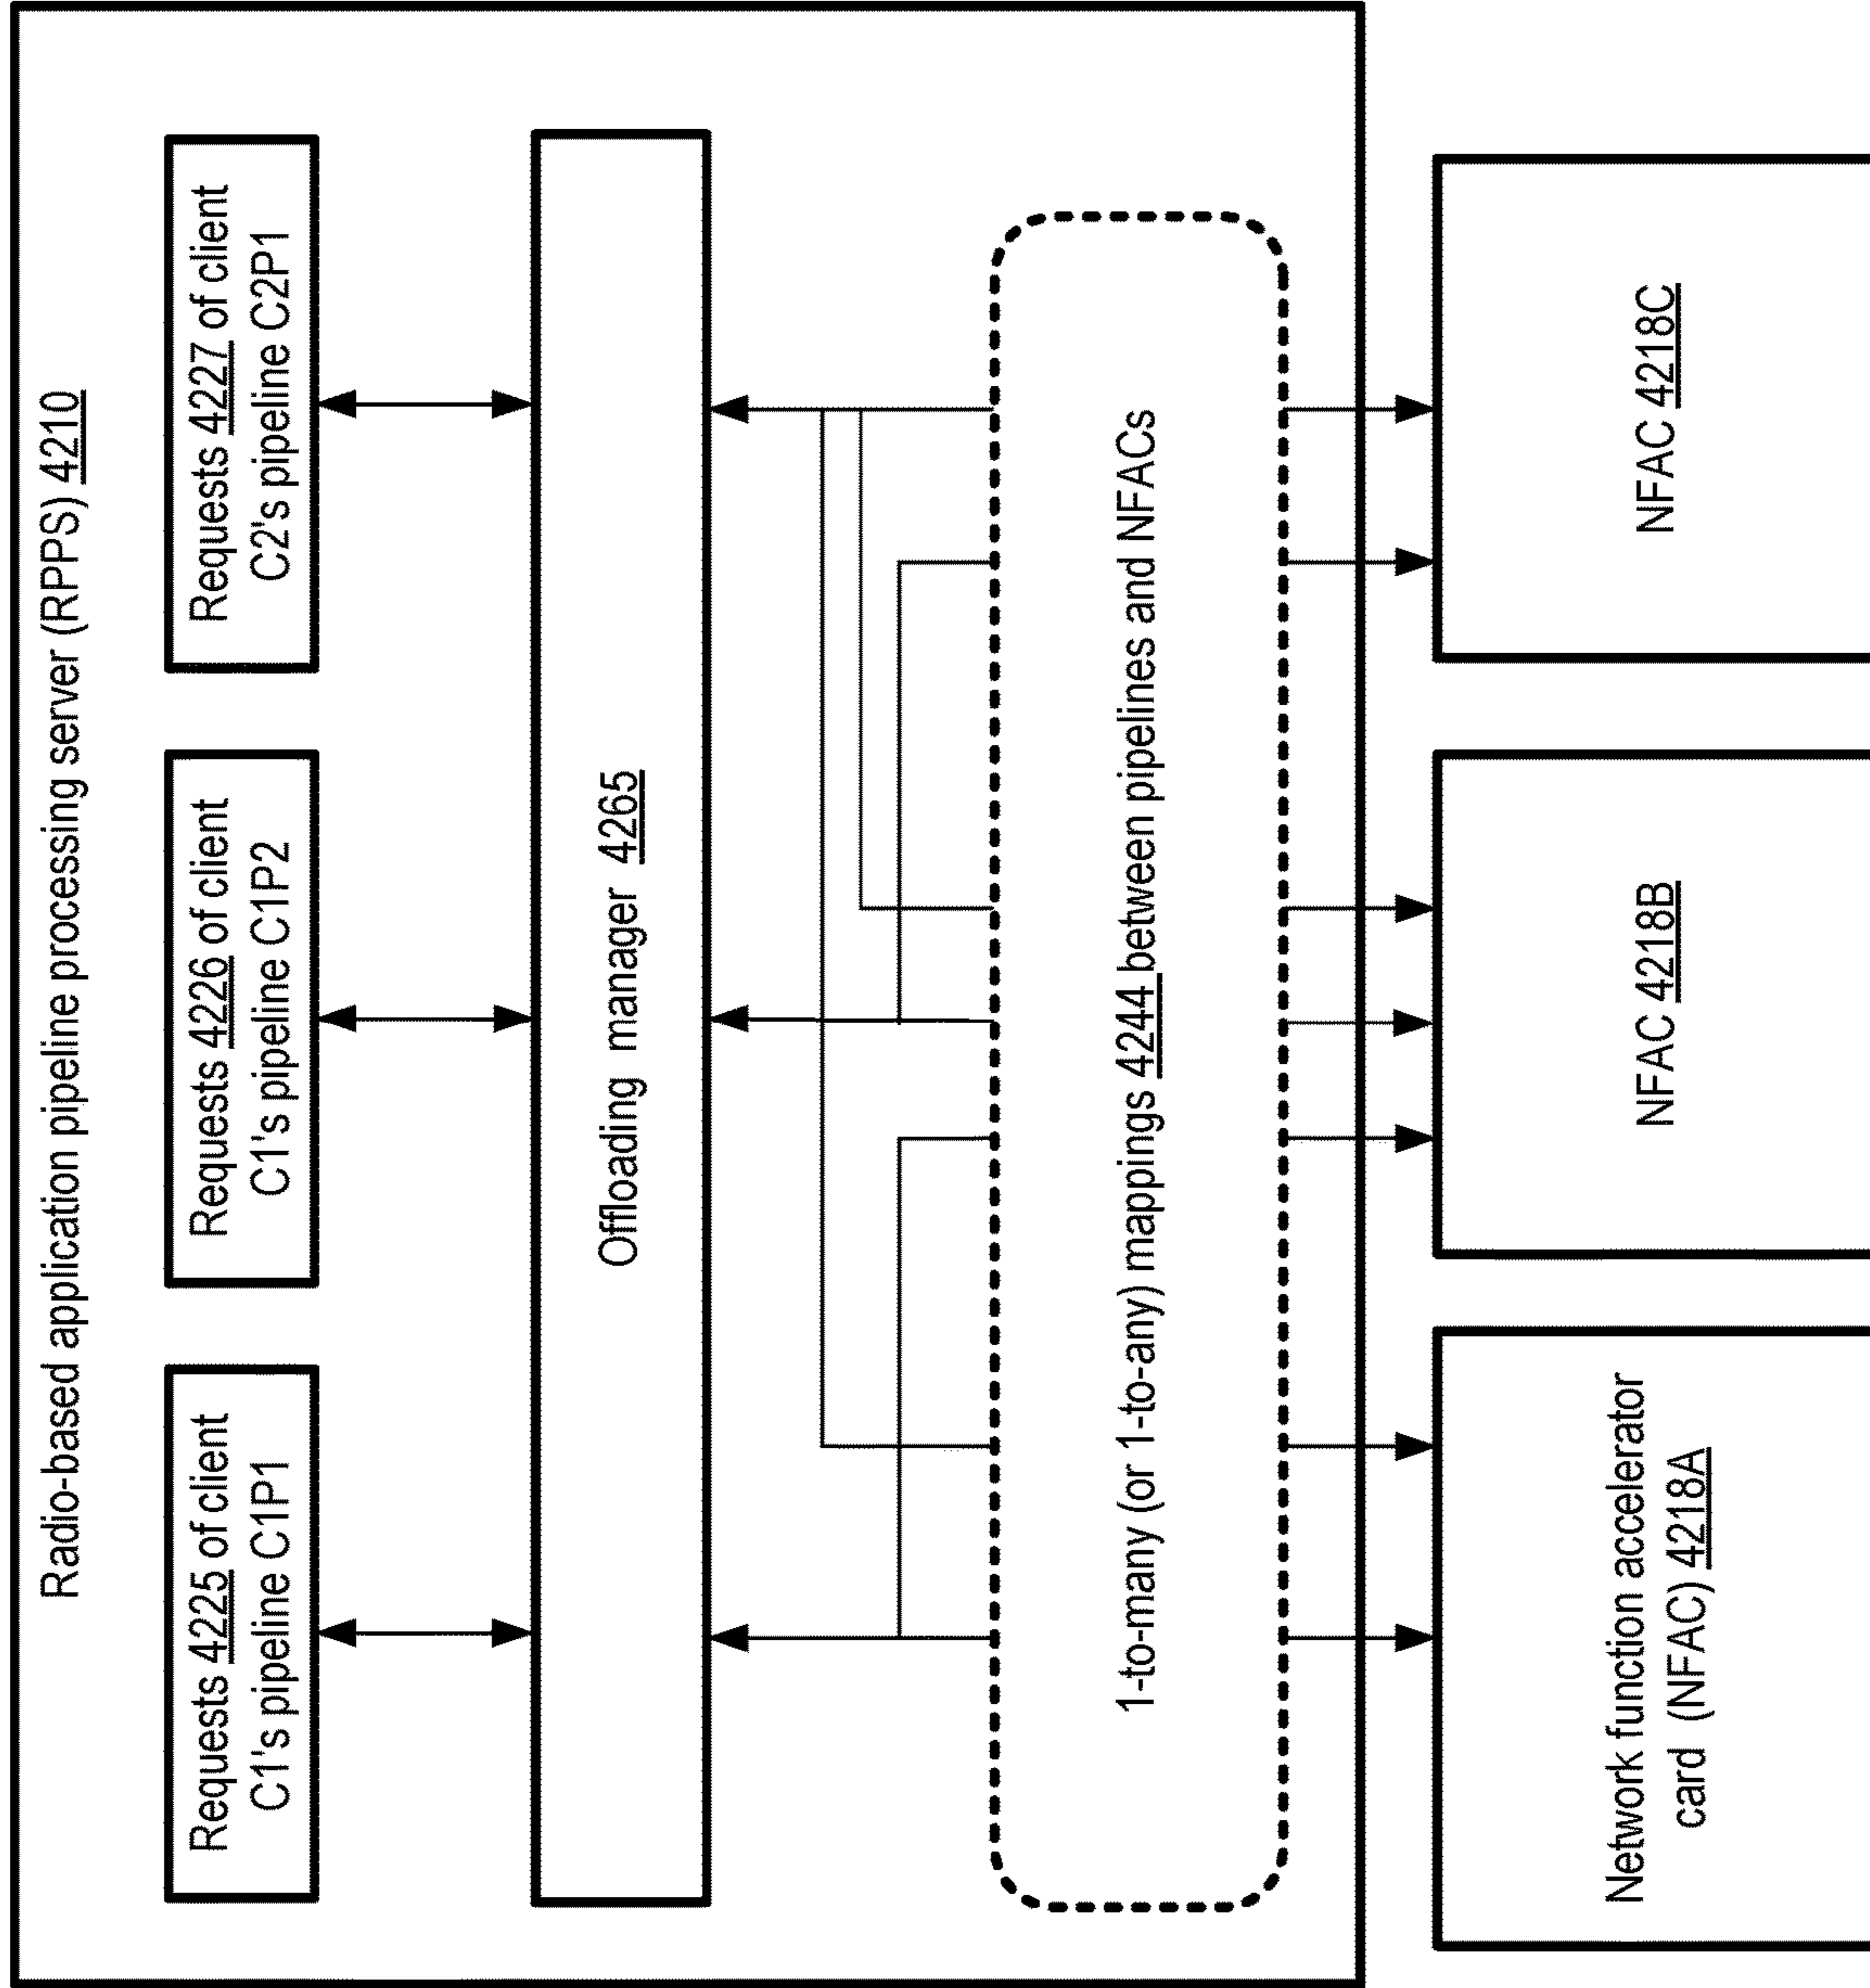 Radio-based application pipeline processing server (RPPS) 4210
Requests 4225 of client
C1's pipeline C1P1
Requests 4226 of client
C1's pipeline C1P2
Requests 4227 of client
C2's pipeline C2P1
Offloading manager 4265
1-to-many (or 1-to-any) mappings 4244 between pipelines and NFACs
Network function accelerator
card (NFAC) 4218A
NFAC 4218B
NFAC 4218C